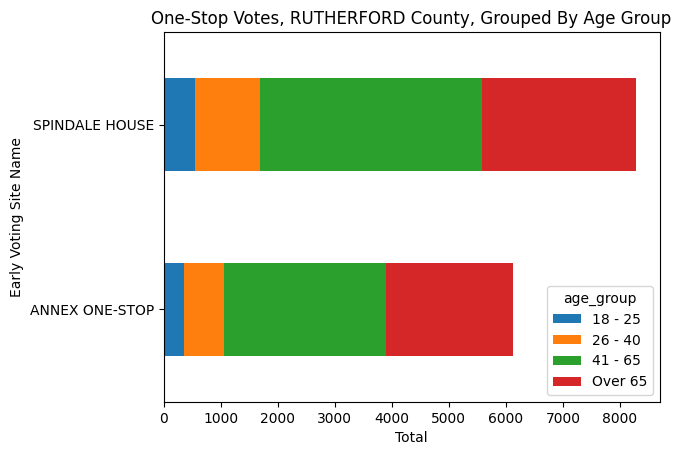 One-Stop Votes, RUTHERFORD County, Grouped By Age Group
Early Voting Site Name
SPINDALE HOUSE
ANNEX ONE-STOP
age_group
18 - 25
26 - 40
41 - 65
Over 65
0 1000 2000 3000 4000 5000 6000 7000 8000
Total